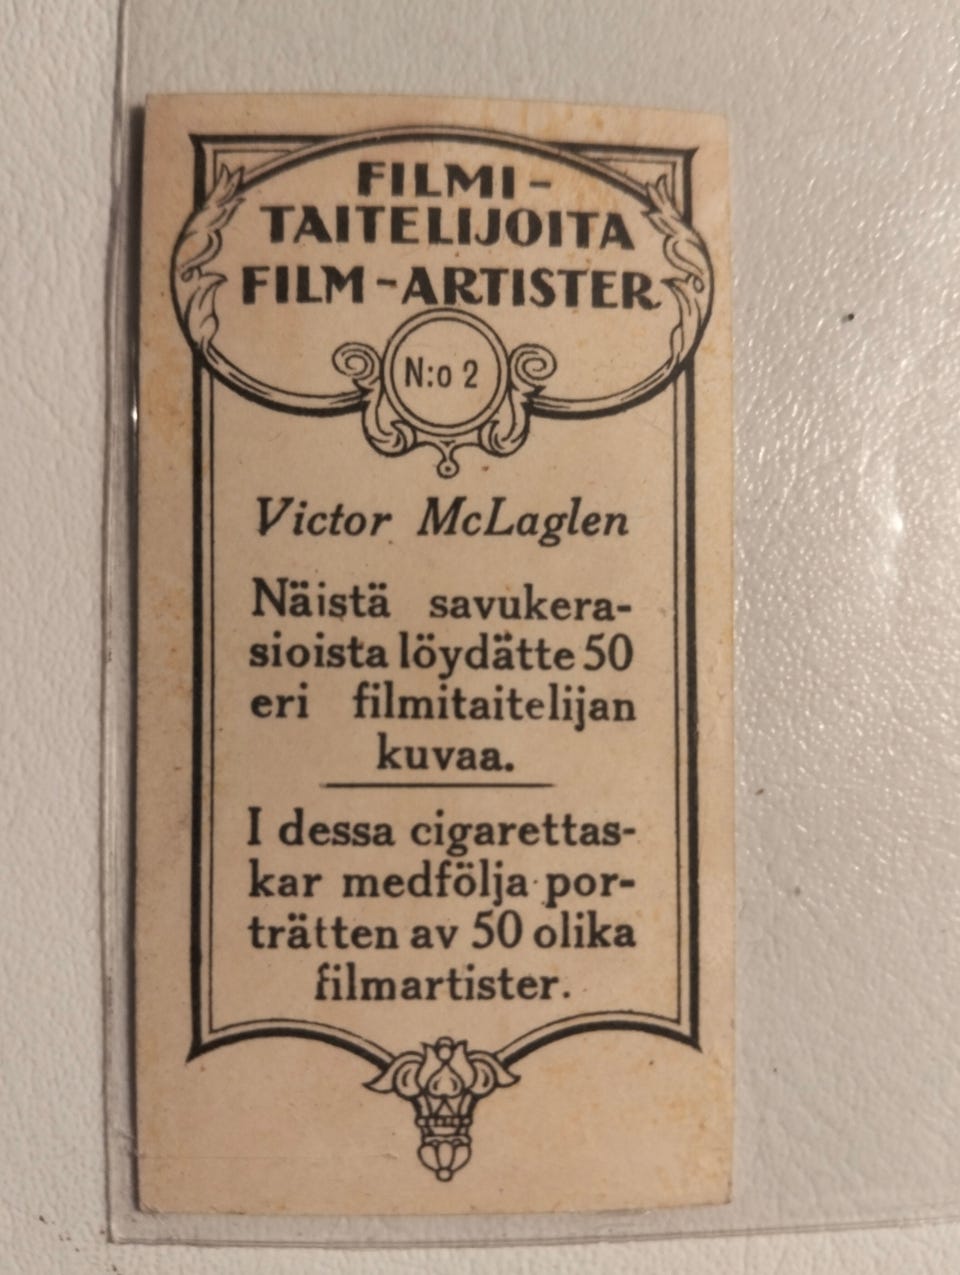 FILMI-
TAITELIJOITA
FILM-ARTISTER
N:o 2
Victor McLaglen
Näistä savukera-
sioista löydätte 50
eri filmitaitelijan
kuvaa.
I dessa cigarettas-
kar medfölja por-
trätten av 50 olika
filmartister.